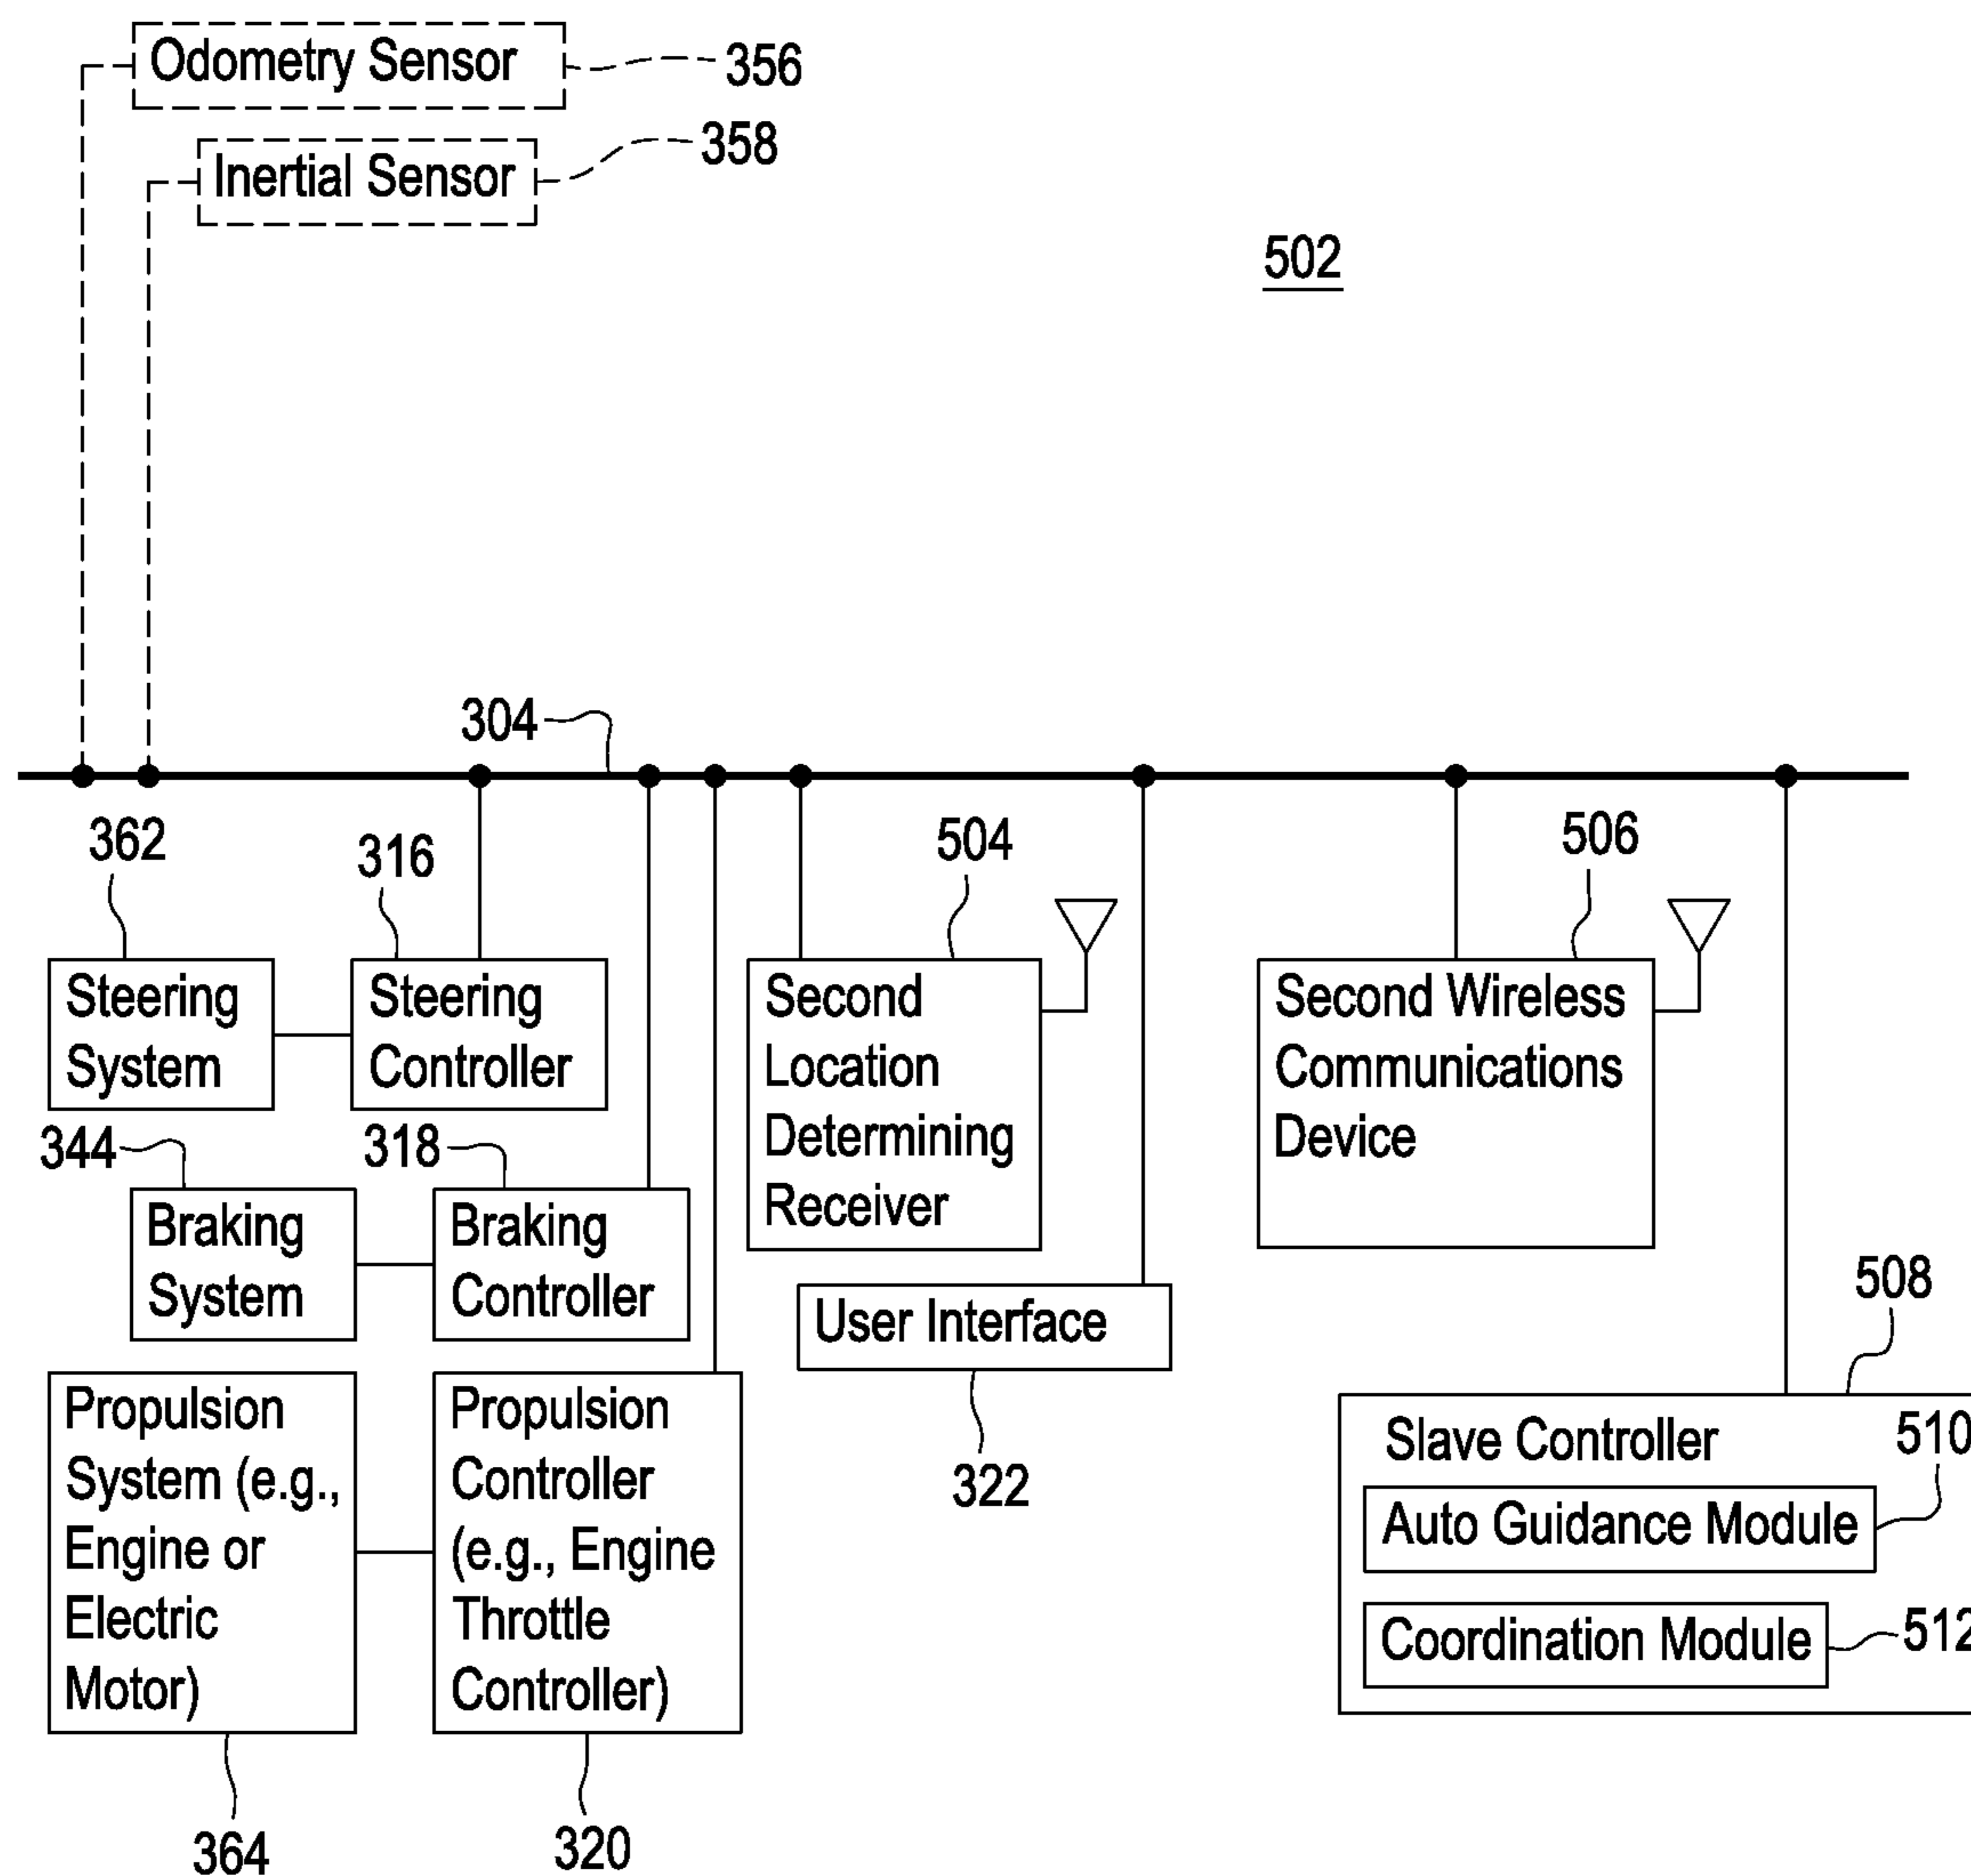 Odometry Sensor
356
Inertial Sensor
358
502
304
362
316
504
506
Steering
System
Steering
Controller
Second
Location
Determining
Receiver
Second Wireless
Communications
Device
344
318
Braking
System
Braking
Controller
User Interface
322
508
Propulsion
System (e.g.,
Engine or
Electric
Motor)
Propulsion
Controller
(e.g., Engine
Throttle
Controller)
Slave Controller
510
Auto Guidance Module
Coordination Module
512
364
320